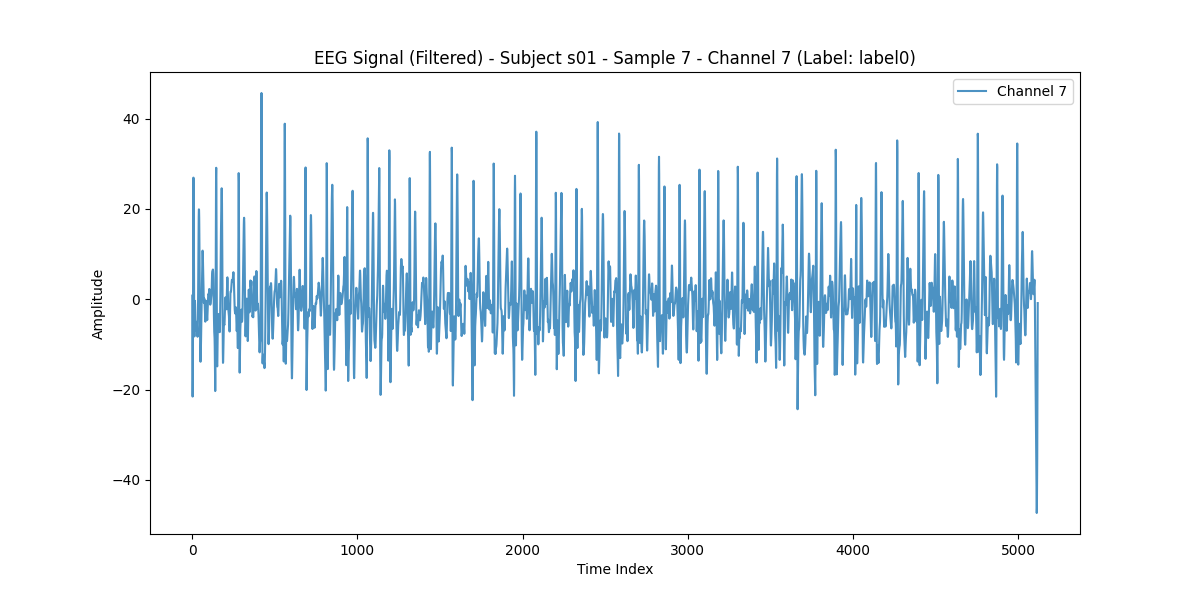 EEG Signal (Filtered) - Subject s01 - Sample 7 - Channel 7 (Label: label0)
Channel 7
Amplitude
40
20
0
−20
−40
0 1000 2000 3000 4000 5000
Time Index